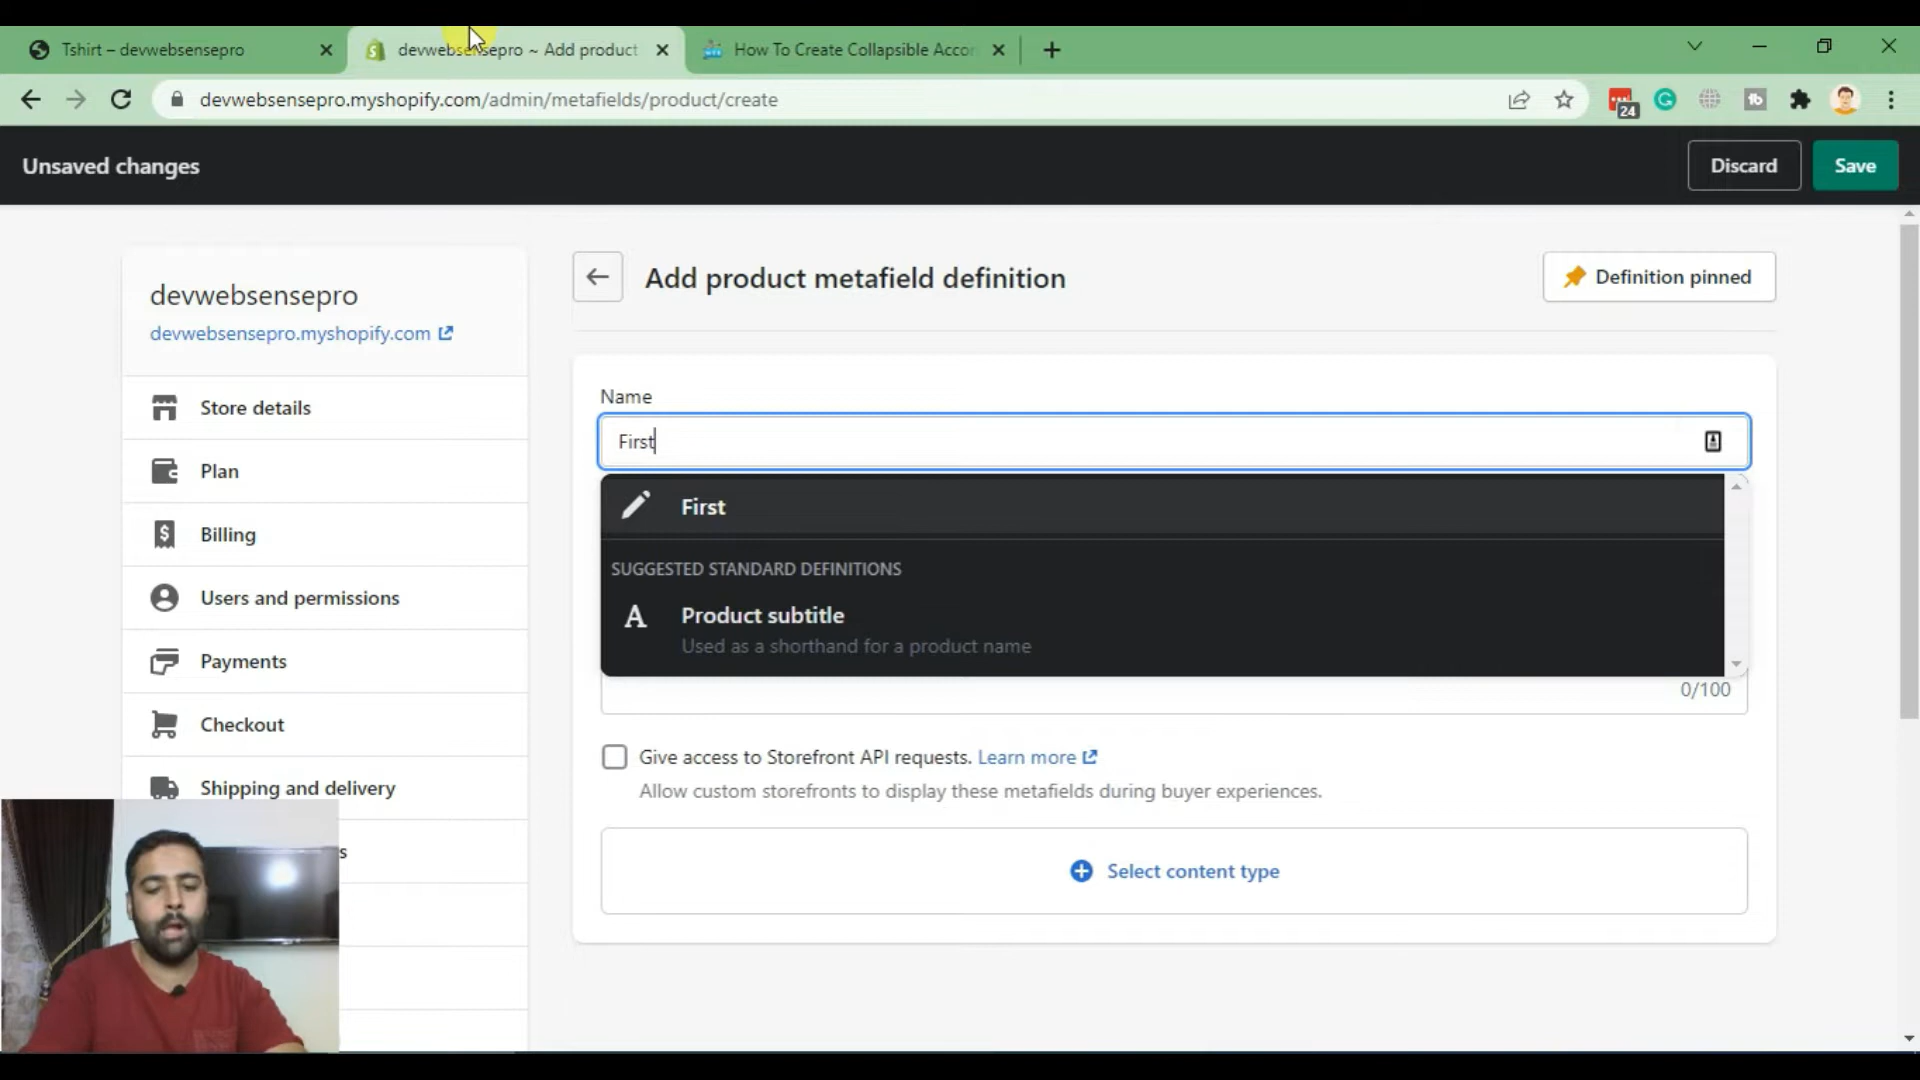 Tshirt – devwebsensepro
devwebsensepro ~ Add product
How To Create Collapsible Accor
devwebsensepro.myshopify.com/admin/metafields/product/create
24
Unsaved changes
Discard
Save
devwebsensepro
devwebsensepro.myshopify.com
Store details
Plan
Billing
Users and permissions
Payments
Checkout
Shipping and delivery
s
Add product metafield definition
Definition pinned
Name
First
First
SUGGESTED STANDARD DEFINITIONS
A
Product subtitle
Used as a shorthand for a product name
0/100
Give access to Storefront API requests. Learn more
Allow custom storefronts to display these metafields during buyer experiences.
Select content type